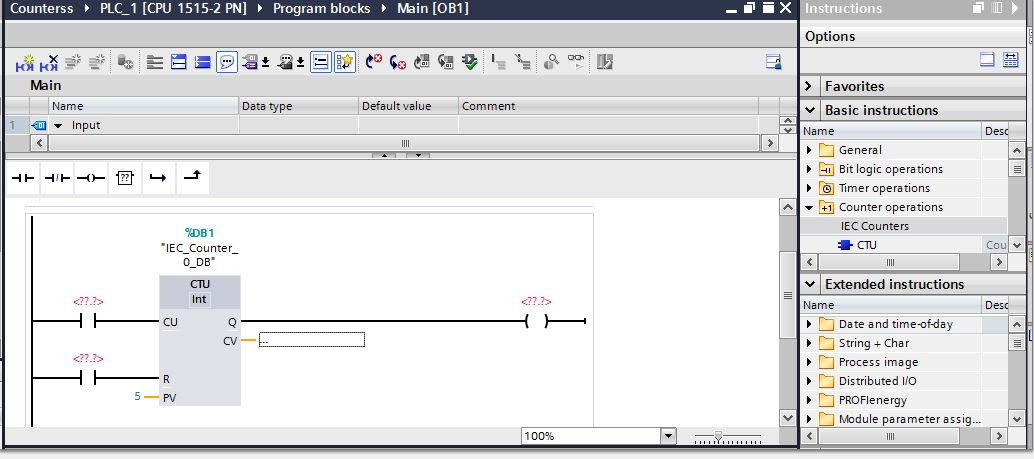 Counterss ▸ PLC_1 [CPU 1515-2 PN] ▸ Program blocks ▸ Main [OB1]
Instructions
Options
Main
Name Data type Default value Comment
1 Input
Favorites
Basic instructions
Name
General
Bit logic operations
Timer operations
Counter operations
IEC Counters
CTU Cou
Extended instructions
Name
Date and time-of-day
String + Char
Process image
Distributed I/O
PROFIenergy
Module parameter assig...
%DB1
"IEC_Counter_
0_DB"
CTU
Int
<??.?>
<??.?>
CU Q
CV ...
<??.?>
R
5 PV
100%